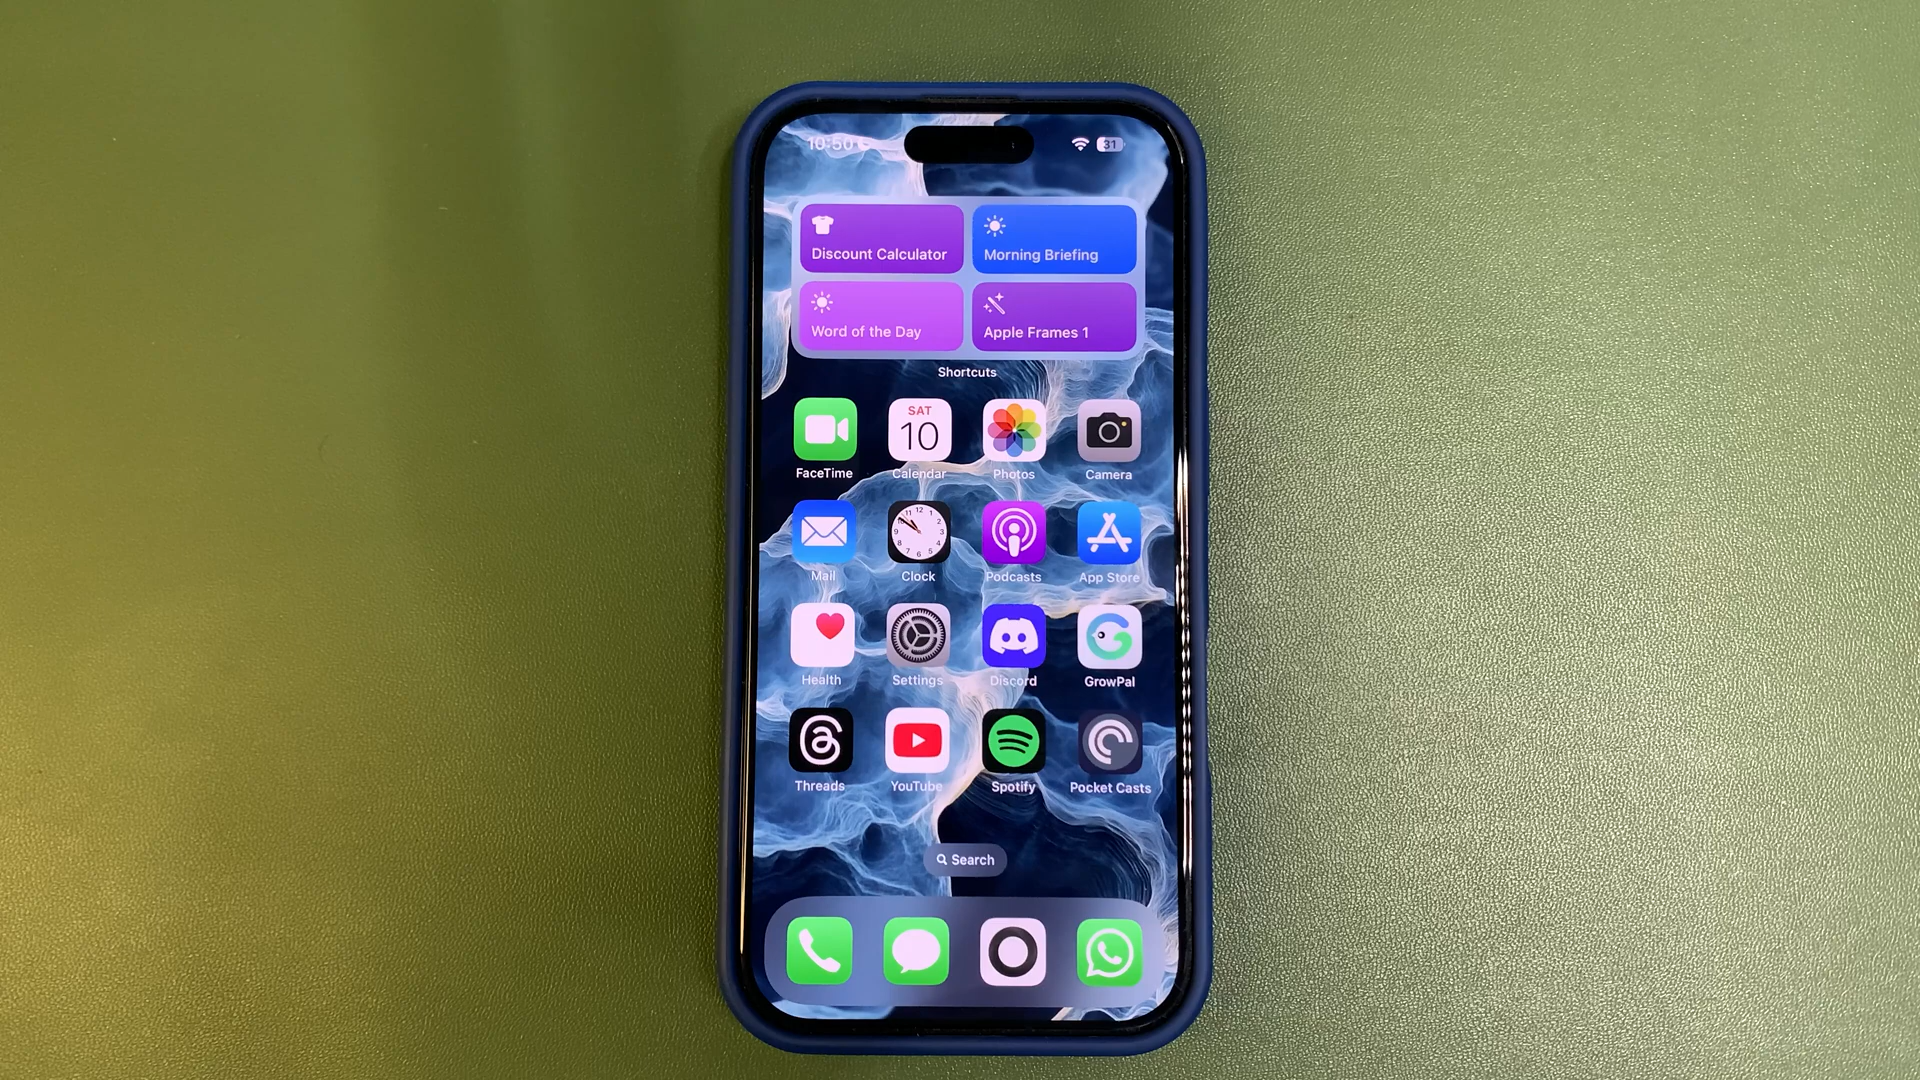 10:50
31
Discount Calculator
Morning Briefing
Word of the Day
Apple Frames 1
Shortcuts
SAT
10
FaceTime
Calendar
Photos
Camera
Mail
Clock
Podcasts
App Store
Health
Settings
Discord
GrowPal
Threads
YouTube
Spotify
Pocket Casts
Search